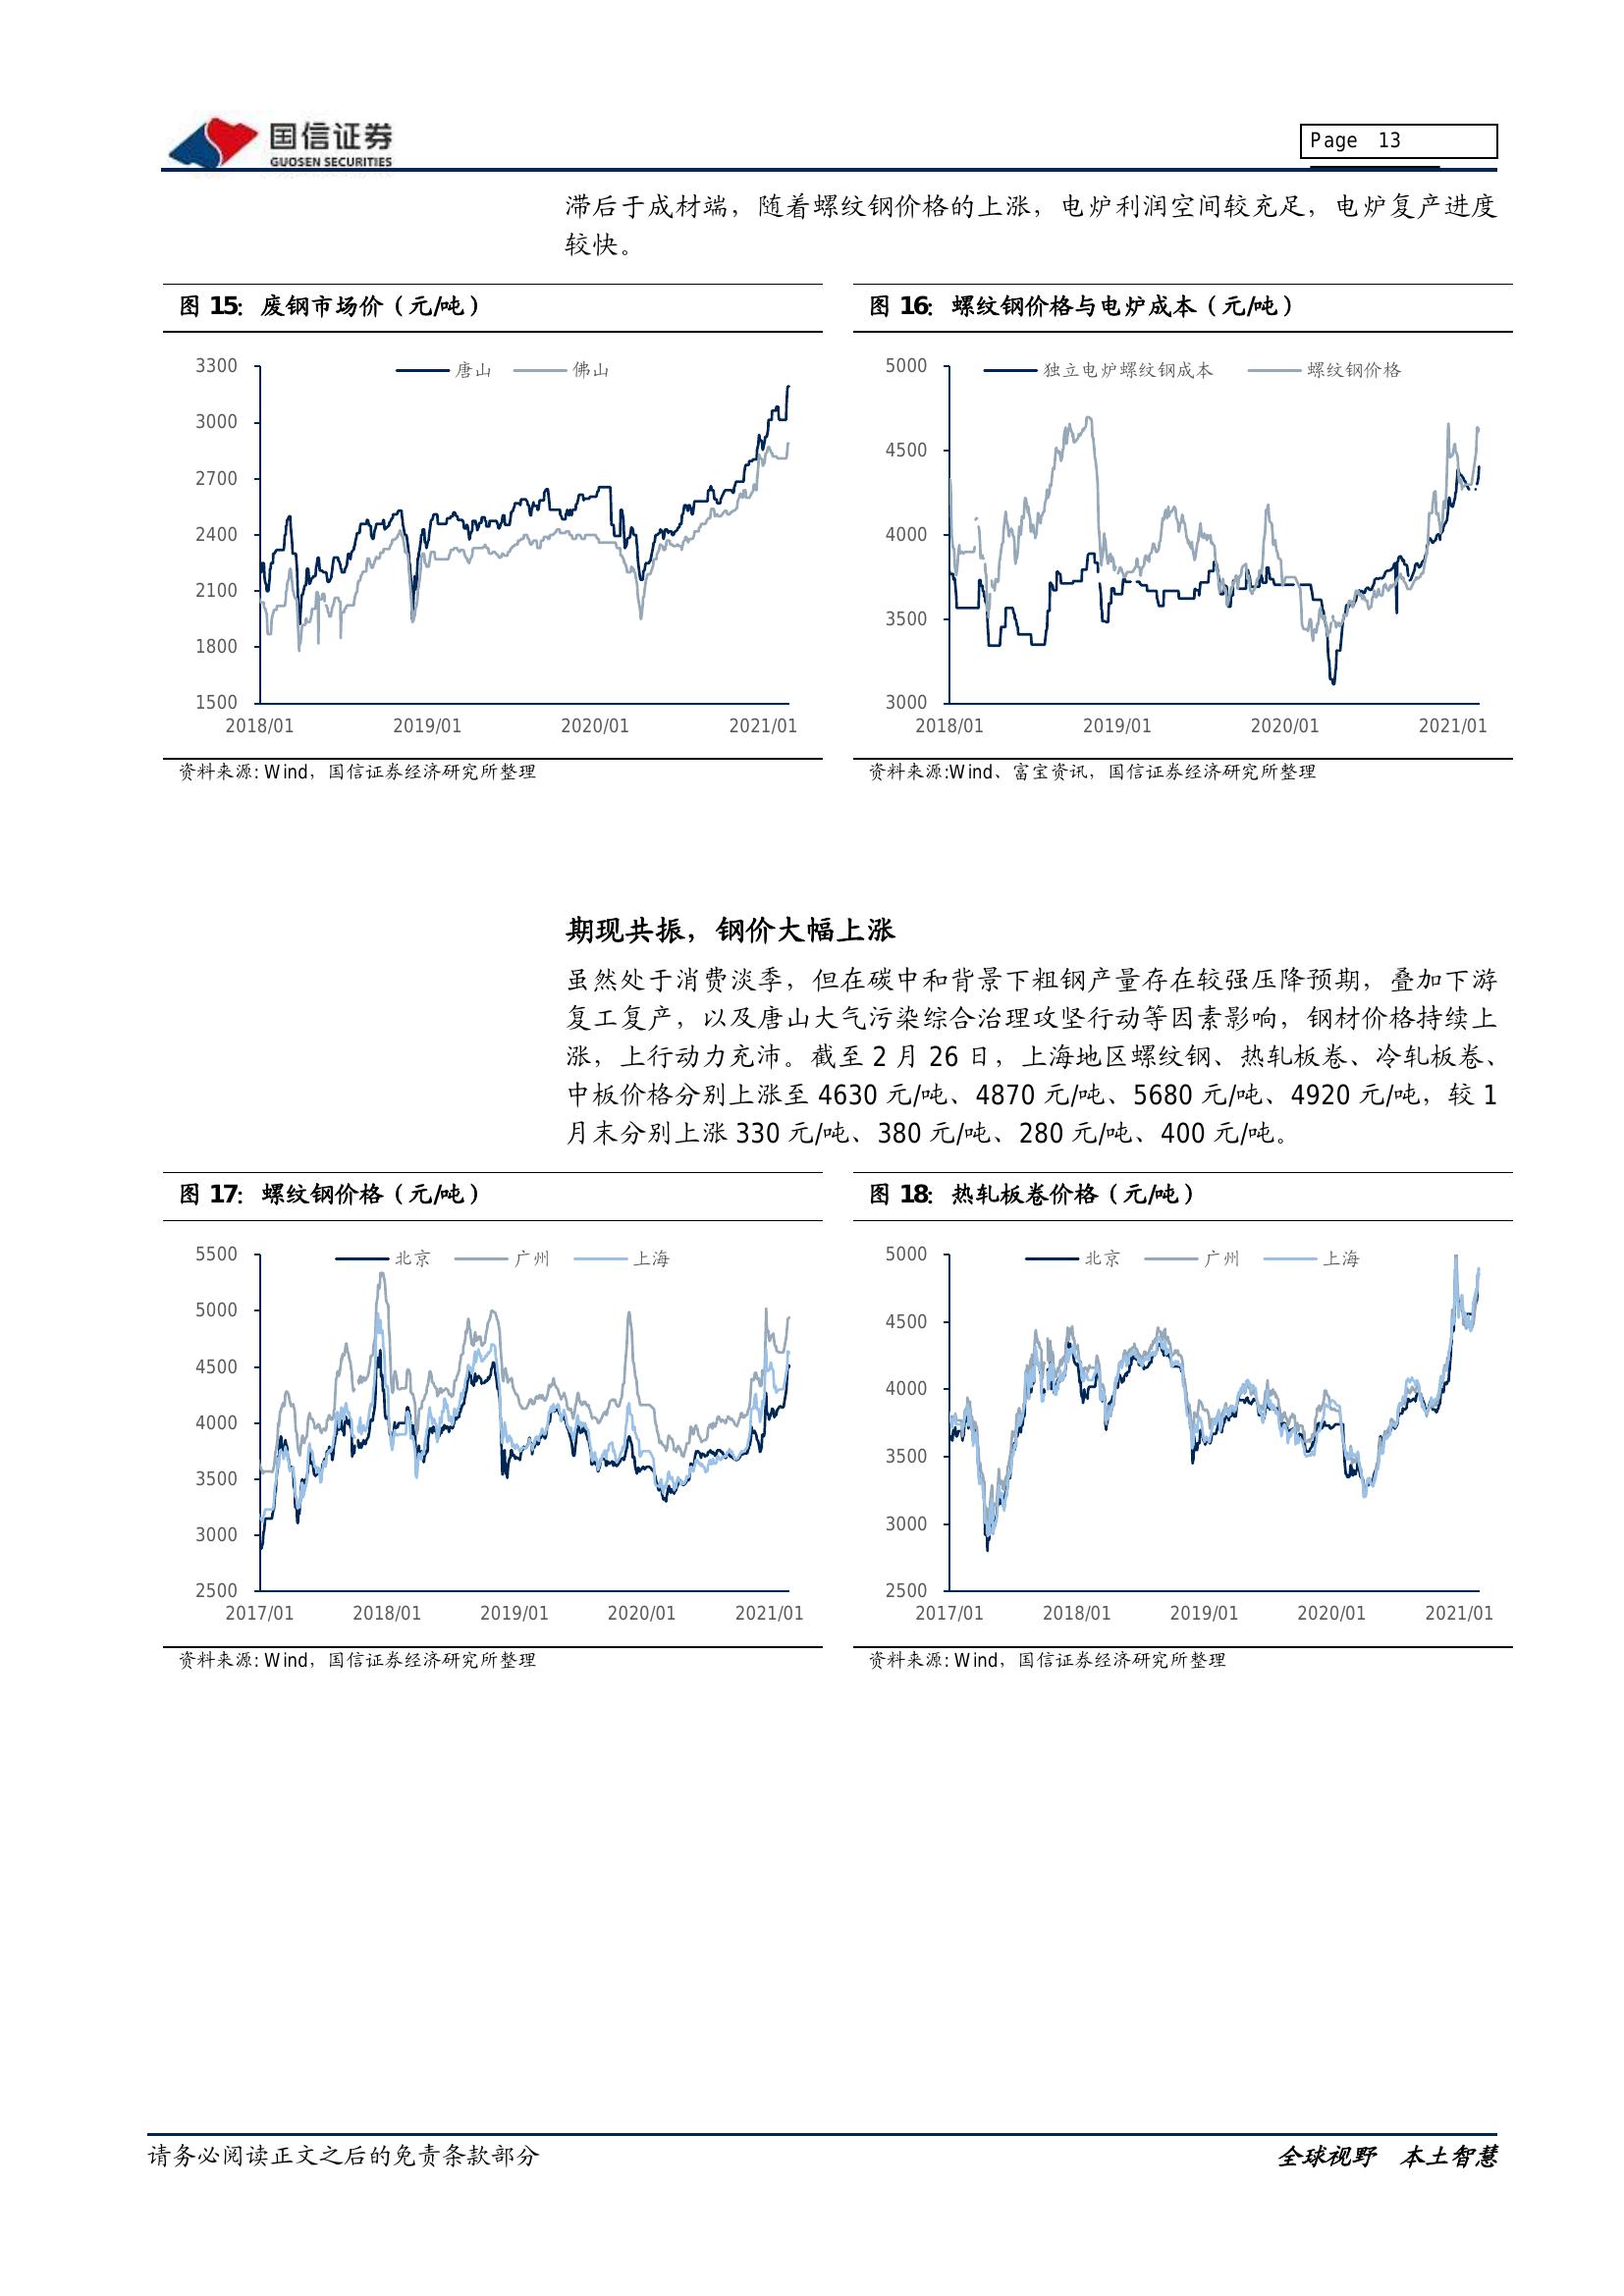 国信证券
GUOSEN SECURITIES
Page 13
滞后于成材端，随着螺纹钢价格的上涨，电炉利润空间较充足，电炉复产进度
较快。
图 15：废钢市场价（元/吨）
唐山 佛山
3300
3000
2700
2400
2100
1800
1500
2018/01 2019/01 2020/01 2021/01
资料来源: Wind，国信证券经济研究所整理
图 16：螺纹钢价格与电炉成本（元/吨）
独立电炉螺纹钢成本 螺纹钢价格
5000
4500
4000
3500
3000
2018/01 2019/01 2020/01 2021/01
资料来源:Wind、富宝资讯，国信证券经济研究所整理
期现共振，钢价大幅上涨
虽然处于消费淡季，但在碳中和背景下粗钢产量存在较强压降预期，叠加下游
复工复产，以及唐山大气污染综合治理攻坚行动等因素影响，钢材价格持续上
涨，上行动力充沛。截至 2 月 26 日，上海地区螺纹钢、热轧板卷、冷轧板卷、
中板价格分别上涨至 4630 元/吨、4870 元/吨、5680 元/吨、4920 元/吨，较 1
月末分别上涨 330 元/吨、380 元/吨、280 元/吨、400 元/吨。
图 17：螺纹钢价格（元/吨）
北京 广州 上海
5500
5000
4500
4000
3500
3000
2500
2017/01 2018/01 2019/01 2020/01 2021/01
资料来源: Wind，国信证券经济研究所整理
图 18：热轧板卷价格（元/吨）
北京 广州 上海
5000
4500
4000
3500
3000
2500
2017/01 2018/01 2019/01 2020/01 2021/01
资料来源: Wind，国信证券经济研究所整理
请务必阅读正文之后的免责条款部分
全球视野 本土智慧